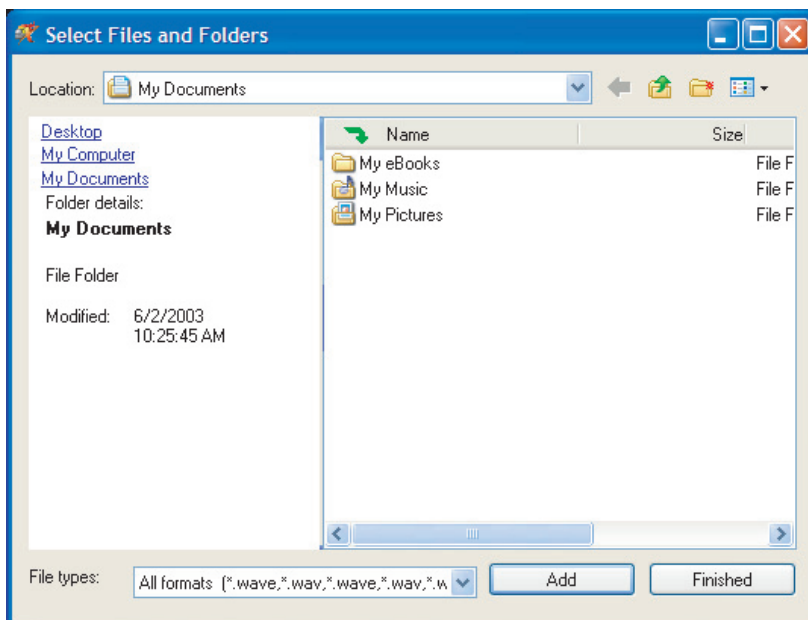 Select Files and Folders
Location: My Documents
Desktop
My Computer
My Documents
Folder details:
My Documents
File Folder
Modified: 6/2/2003
10:25:45 AM
Name Size
My eBooks File F
My Music File F
My Pictures File F
File types: All formats (*.wave,*.wav,*.wave,*.wav,*.w
Add
Finished